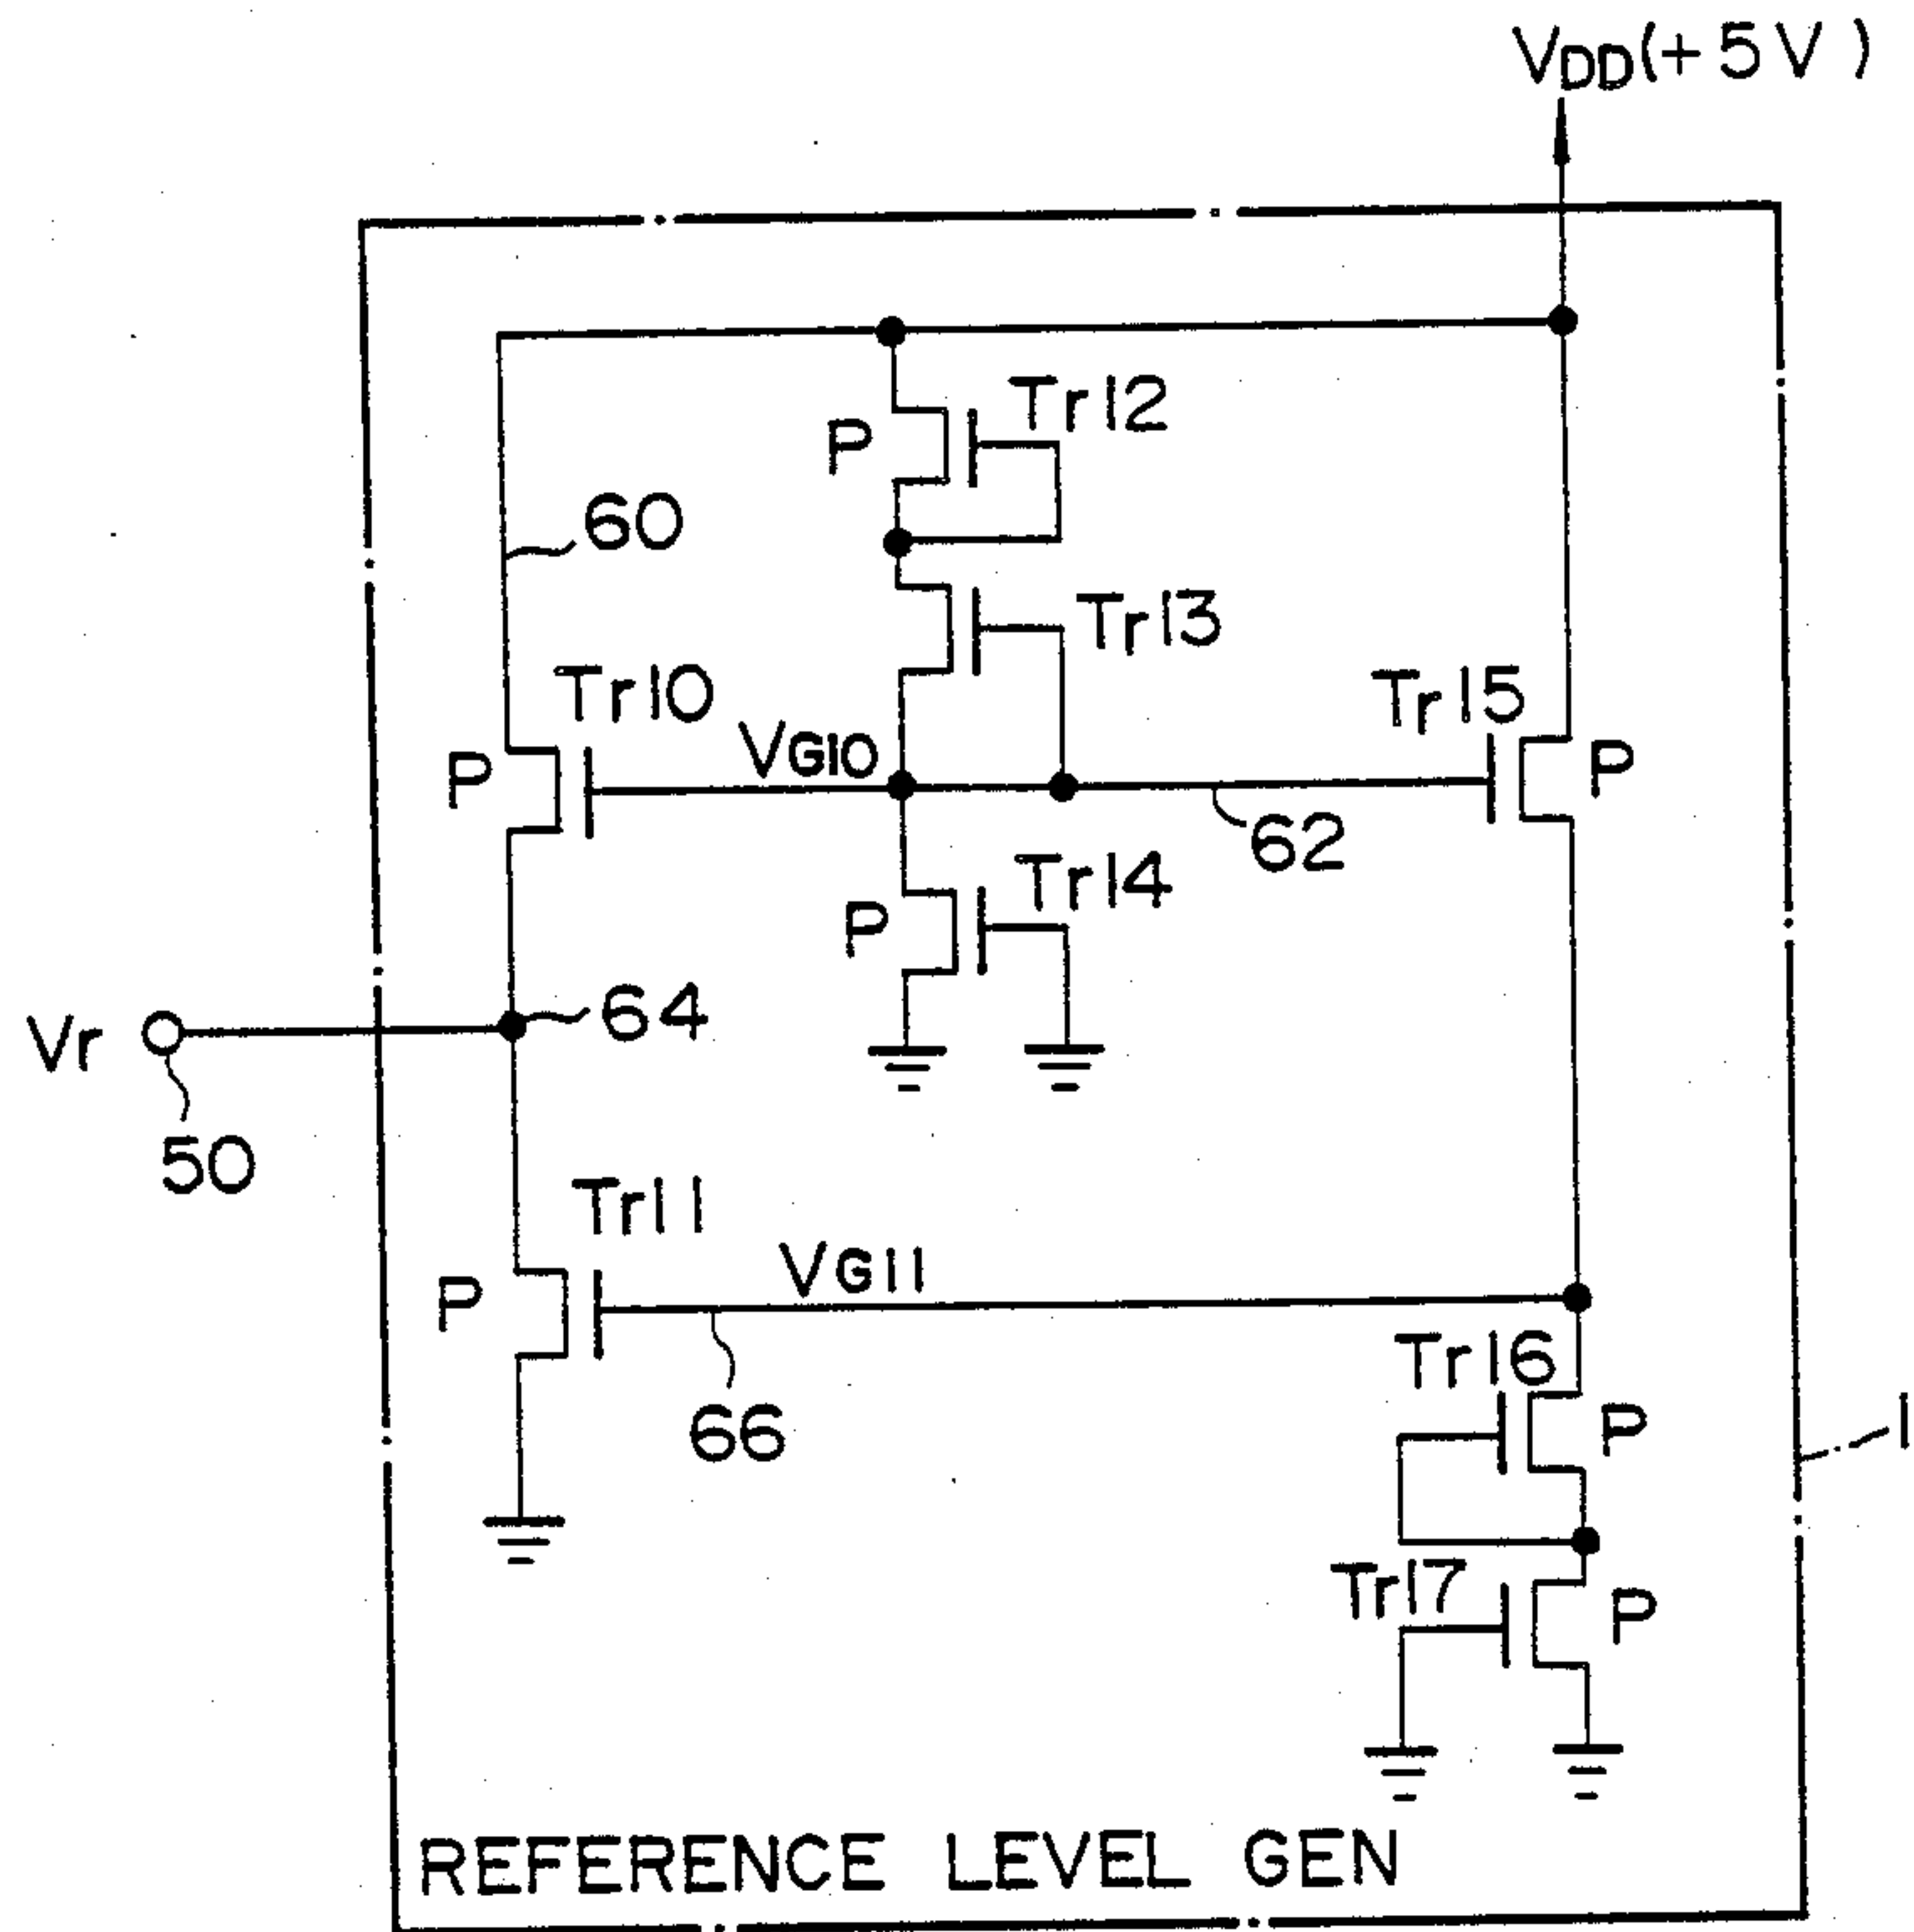 VDD(+5V)
Tr12
P
60
Tr13
Tr10
Tr15
VG10
P
P
62
Tr14
P
64
Vr
50
Tr11
VG11
P
Tr16
P
66
1
Tr17
P
REFERENCE LEVEL GEN